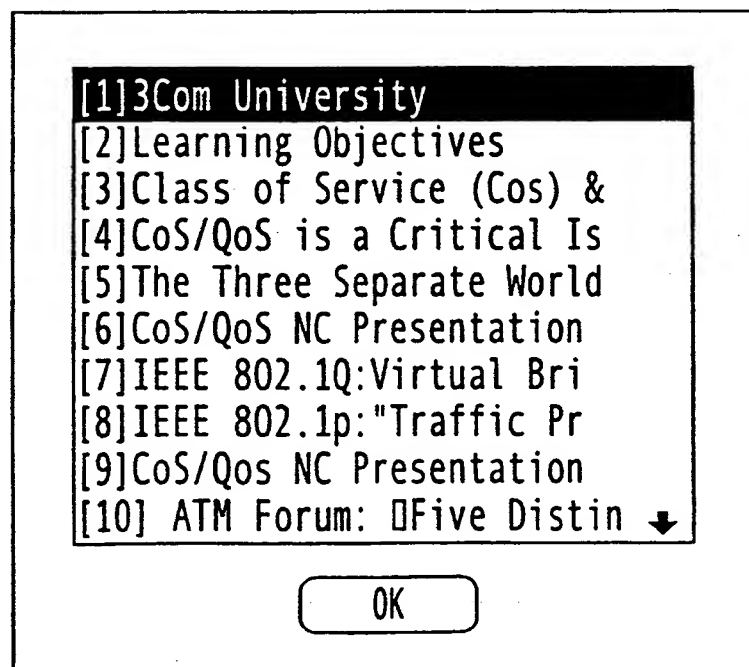 [1]3Com University
[2]Learning Objectives
[3]Class of Service (Cos) &
[4]CoS/QoS is a Critical Is
[5]The Three Separate World
[6]CoS/QoS NC Presentation
[7]IEEE 802.1Q:Virtual Bri
[8]IEEE 802.1p:"Traffic Pr
[9]CoS/Qos NC Presentation
[10] ATM Forum: ▯Five Distin
OK